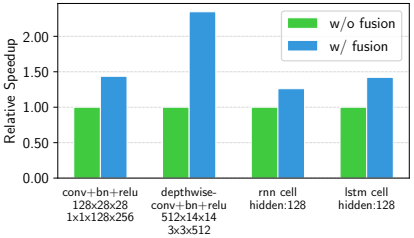 Relative Speedup
2.00
1.50
1.00
0.50
0.00
w/o fusion
w/ fusion
conv+bn+relu
128x28x28
1x1x128x256
depthwise-
conv+bn+relu
512x14x14
3x3x512
rnn cell
hidden:128
lstm cell
hidden:128